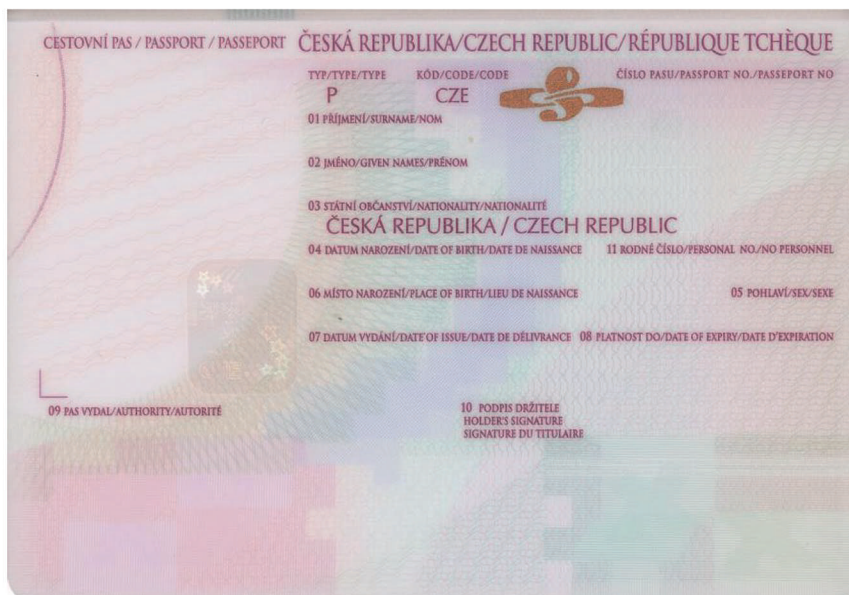 CESTOVNÍ PAS / PASSPORT / PASSEPORT ČESKÁ REPUBLIKA/CZECH REPUBLIC/RÉPUBLIQUE TCHÈQUE
TYP/TYPE/TYPE KÓD/CODE/CODE ČÍSLO PASU/PASSPORT NO./PASSEPORT NO
P CZE
01 PŘÍJMENÍ/SURNAME/NOM
02 JMÉNO/GIVEN NAMES/PRÉNOM
03 STÁTNÍ OBČANSTVÍ/NATIONALITY/NATIONALITÉ
ČESKÁ REPUBLIKA / CZECH REPUBLIC
04 DATUM NAROZENÍ/DATE OF BIRTH/DATE DE NAISSANCE 11 RODNÉ ČÍSLO/PERSONAL NO./NO PERSONNEL
06 MÍSTO NAROZENÍ/PLACE OF BIRTH/LIEU DE NAISSANCE 05 POHLAVÍ/SEX/SEXE
07 DATUM VYDÁNÍ/DATE OF ISSUE/DATE DE DÉLIVRANCE 08 PLATNOST DO/DATE OF EXPIRY/DATE D'EXPIRATION
09 PAS VYDAL/AUTHORITY/AUTORITÉ
10 PODPIS DRŽITELE
HOLDER'S SIGNATURE
SIGNATURE DU TITULAIRE